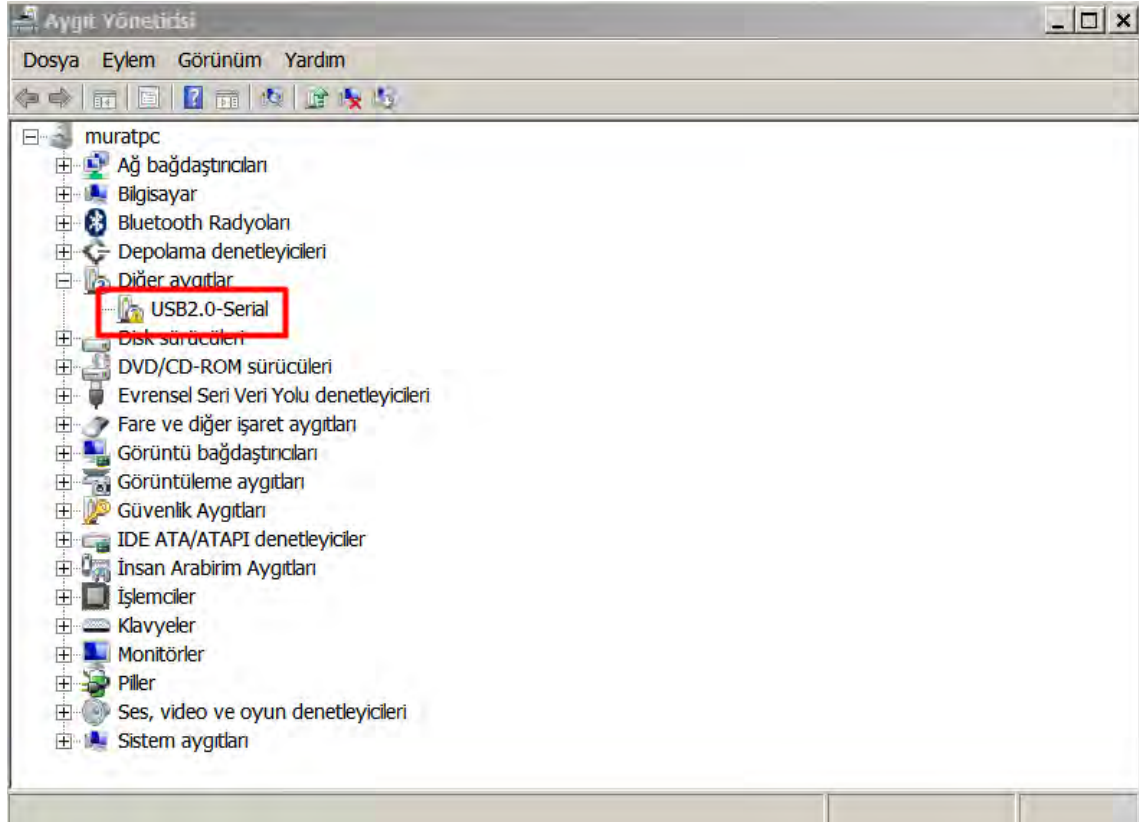 Aygıt Yöneticisi
Dosya Eylem Görünüm Yardım
muratpc
Ağ bağdaştırıcıları
Bilgisayar
Bluetooth Radyoları
Depolama denetleyicileri
Diğer aygıtlar
USB2.0-Serial
Disk sürücüleri
DVD/CD-ROM sürücüleri
Evrensel Seri Veri Yolu denetleyicileri
Fare ve diğer işaret aygıtları
Görüntü bağdaştırıcıları
Görüntüleme aygıtları
Güvenlik Aygıtları
IDE ATA/ATAPI denetleyiciler
İnsan Arabirim Aygıtları
İşlemciler
Klavyeler
Monitörler
Piller
Ses, video ve oyun denetleyicileri
Sistem aygıtları